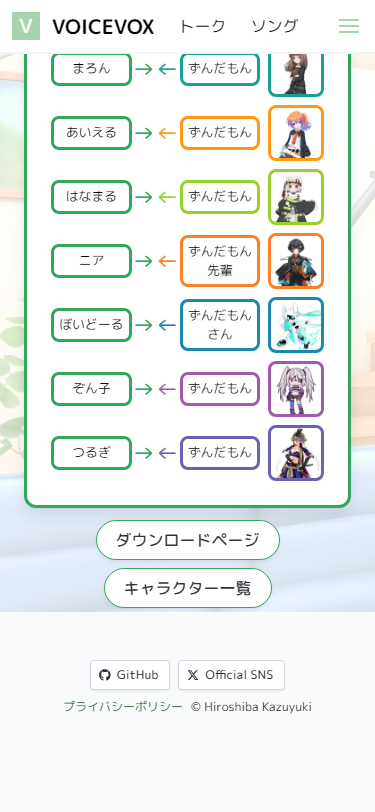 V VOICEVOX トーク ソング
まろん → ← ずんだもん
あいえる → ← ずんだもん
はなまる → ← ずんだもん
ニア → ← ずんだもん
先輩
ぼいどーる → ← ずんだもん
さん
ぞん子 → ← ずんだもん
つるぎ → ← ずんだもん
ダウンロードページ
キャラクター一覧
GitHub Official SNS
プライバシーポリシー © Hiroshiba Kazuyuki